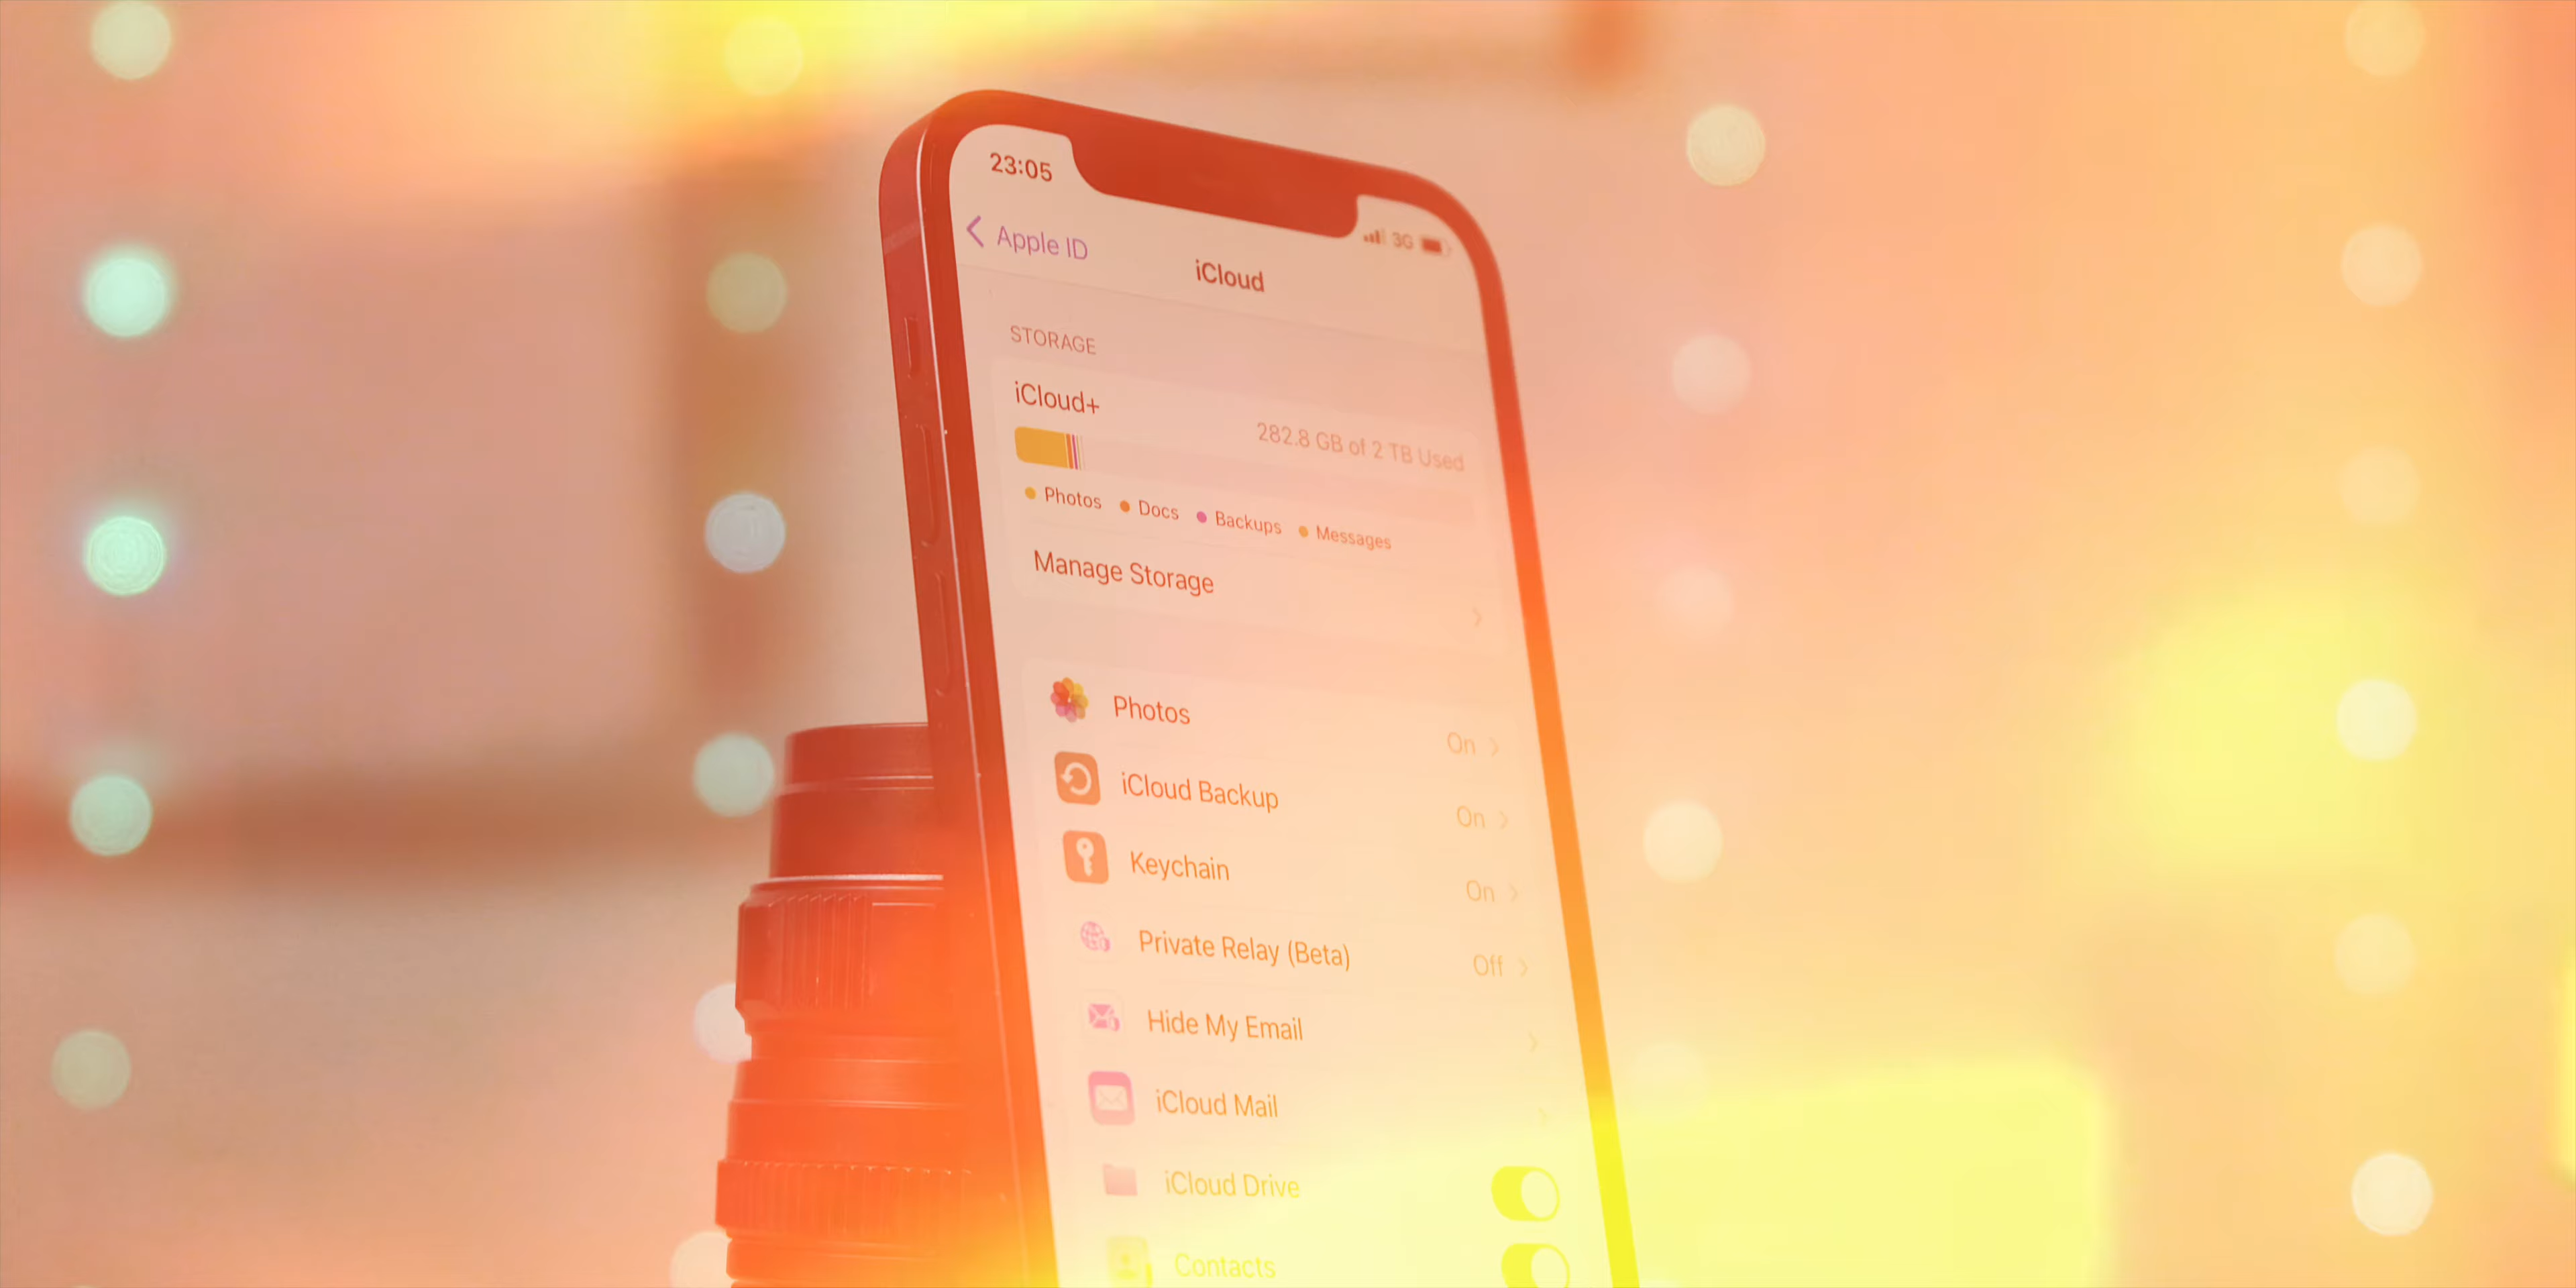 23:05
3G
Apple ID
iCloud
STORAGE
iCloud+
282.8 GB of 2 TB Used
Photos Docs Backups Messages
Manage Storage
Photos On
iCloud Backup On
Keychain On
Private Relay (Beta) Off
Hide My Email
iCloud Mail
iCloud Drive
Contacts